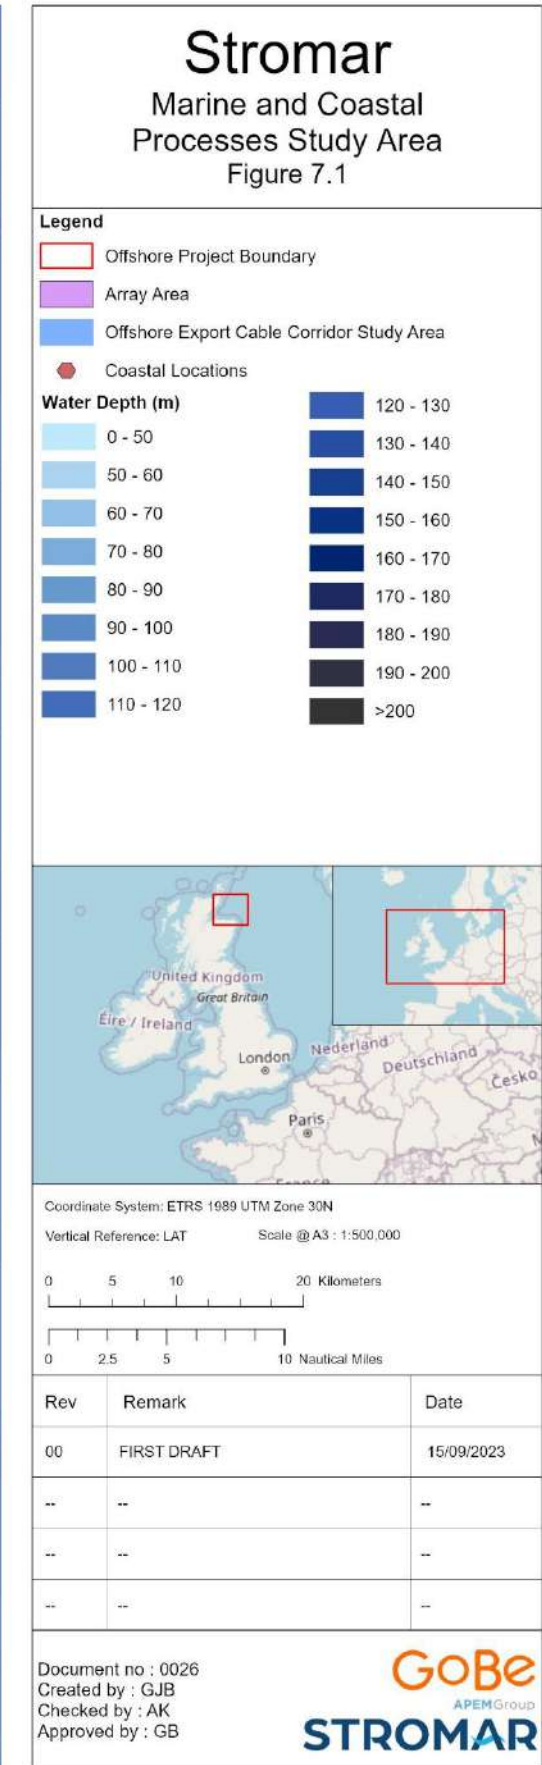 Stromar
Marine and Coastal
Processes Study Area
Figure 7.1
Legend
Offshore Project Boundary
Array Area
Offshore Export Cable Corridor Study Area
Coastal Locations
Water Depth (m)
0 - 50
50 - 60
60 - 70
70 - 80
80 - 90
90 - 100
100 - 110
110 - 120
120 - 130
130 - 140
140 - 150
150 - 160
160 - 170
170 - 180
180 - 190
190 - 200
>200
United Kingdom
Great Britain
Éire / Ireland
London
Nederland
Deutschland
Česko
Paris
France
Coordinate System: ETRS 1989 UTM Zone 30N
Vertical Reference: LAT Scale @ A3 : 1:500,000
0 5 10 20 Kilometers
0 2.5 5 10 Nautical Miles
Rev Remark Date
00 FIRST DRAFT 15/09/2023
-- -- --
-- -- --
-- -- --
Document no : 0026
Created by : GJB
Checked by : AK
Approved by : GB
GoBe
APEMGroup
STROMAR